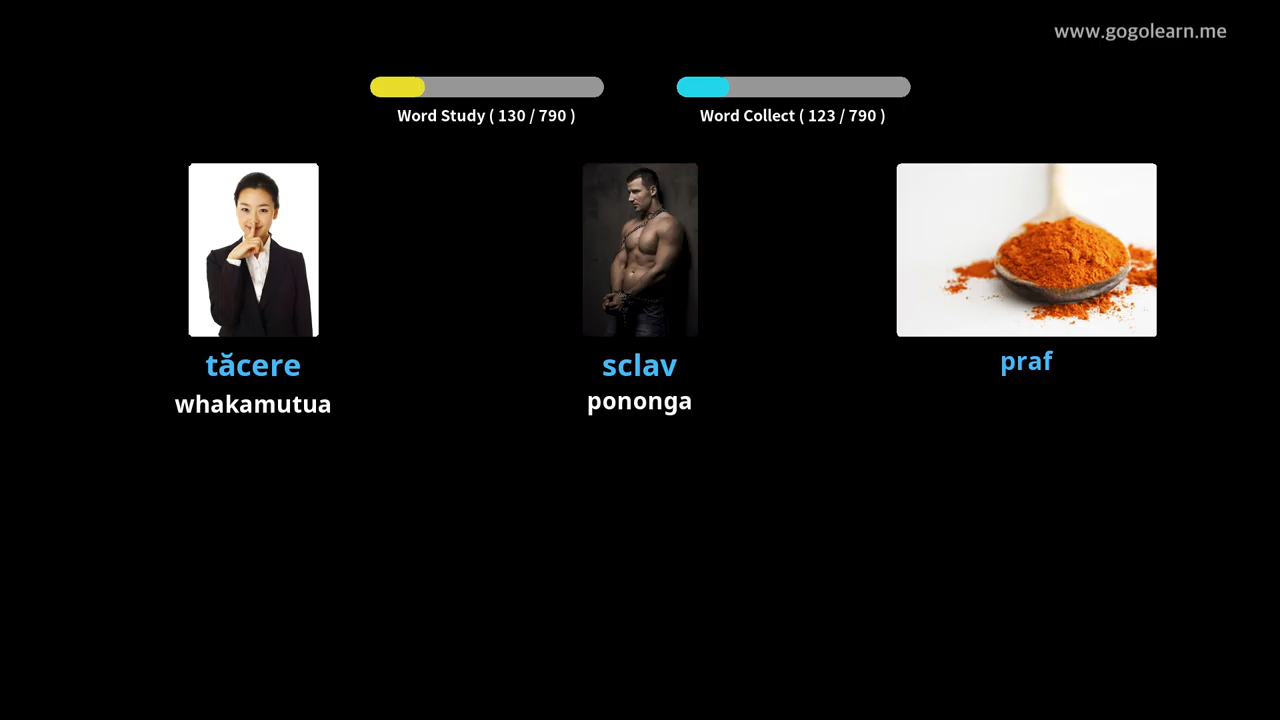 www.gogolearn.me
Word Study ( 130 / 790 )
Word Collect ( 123 / 790 )
tăcere
whakamutua
sclav
pononga
praf